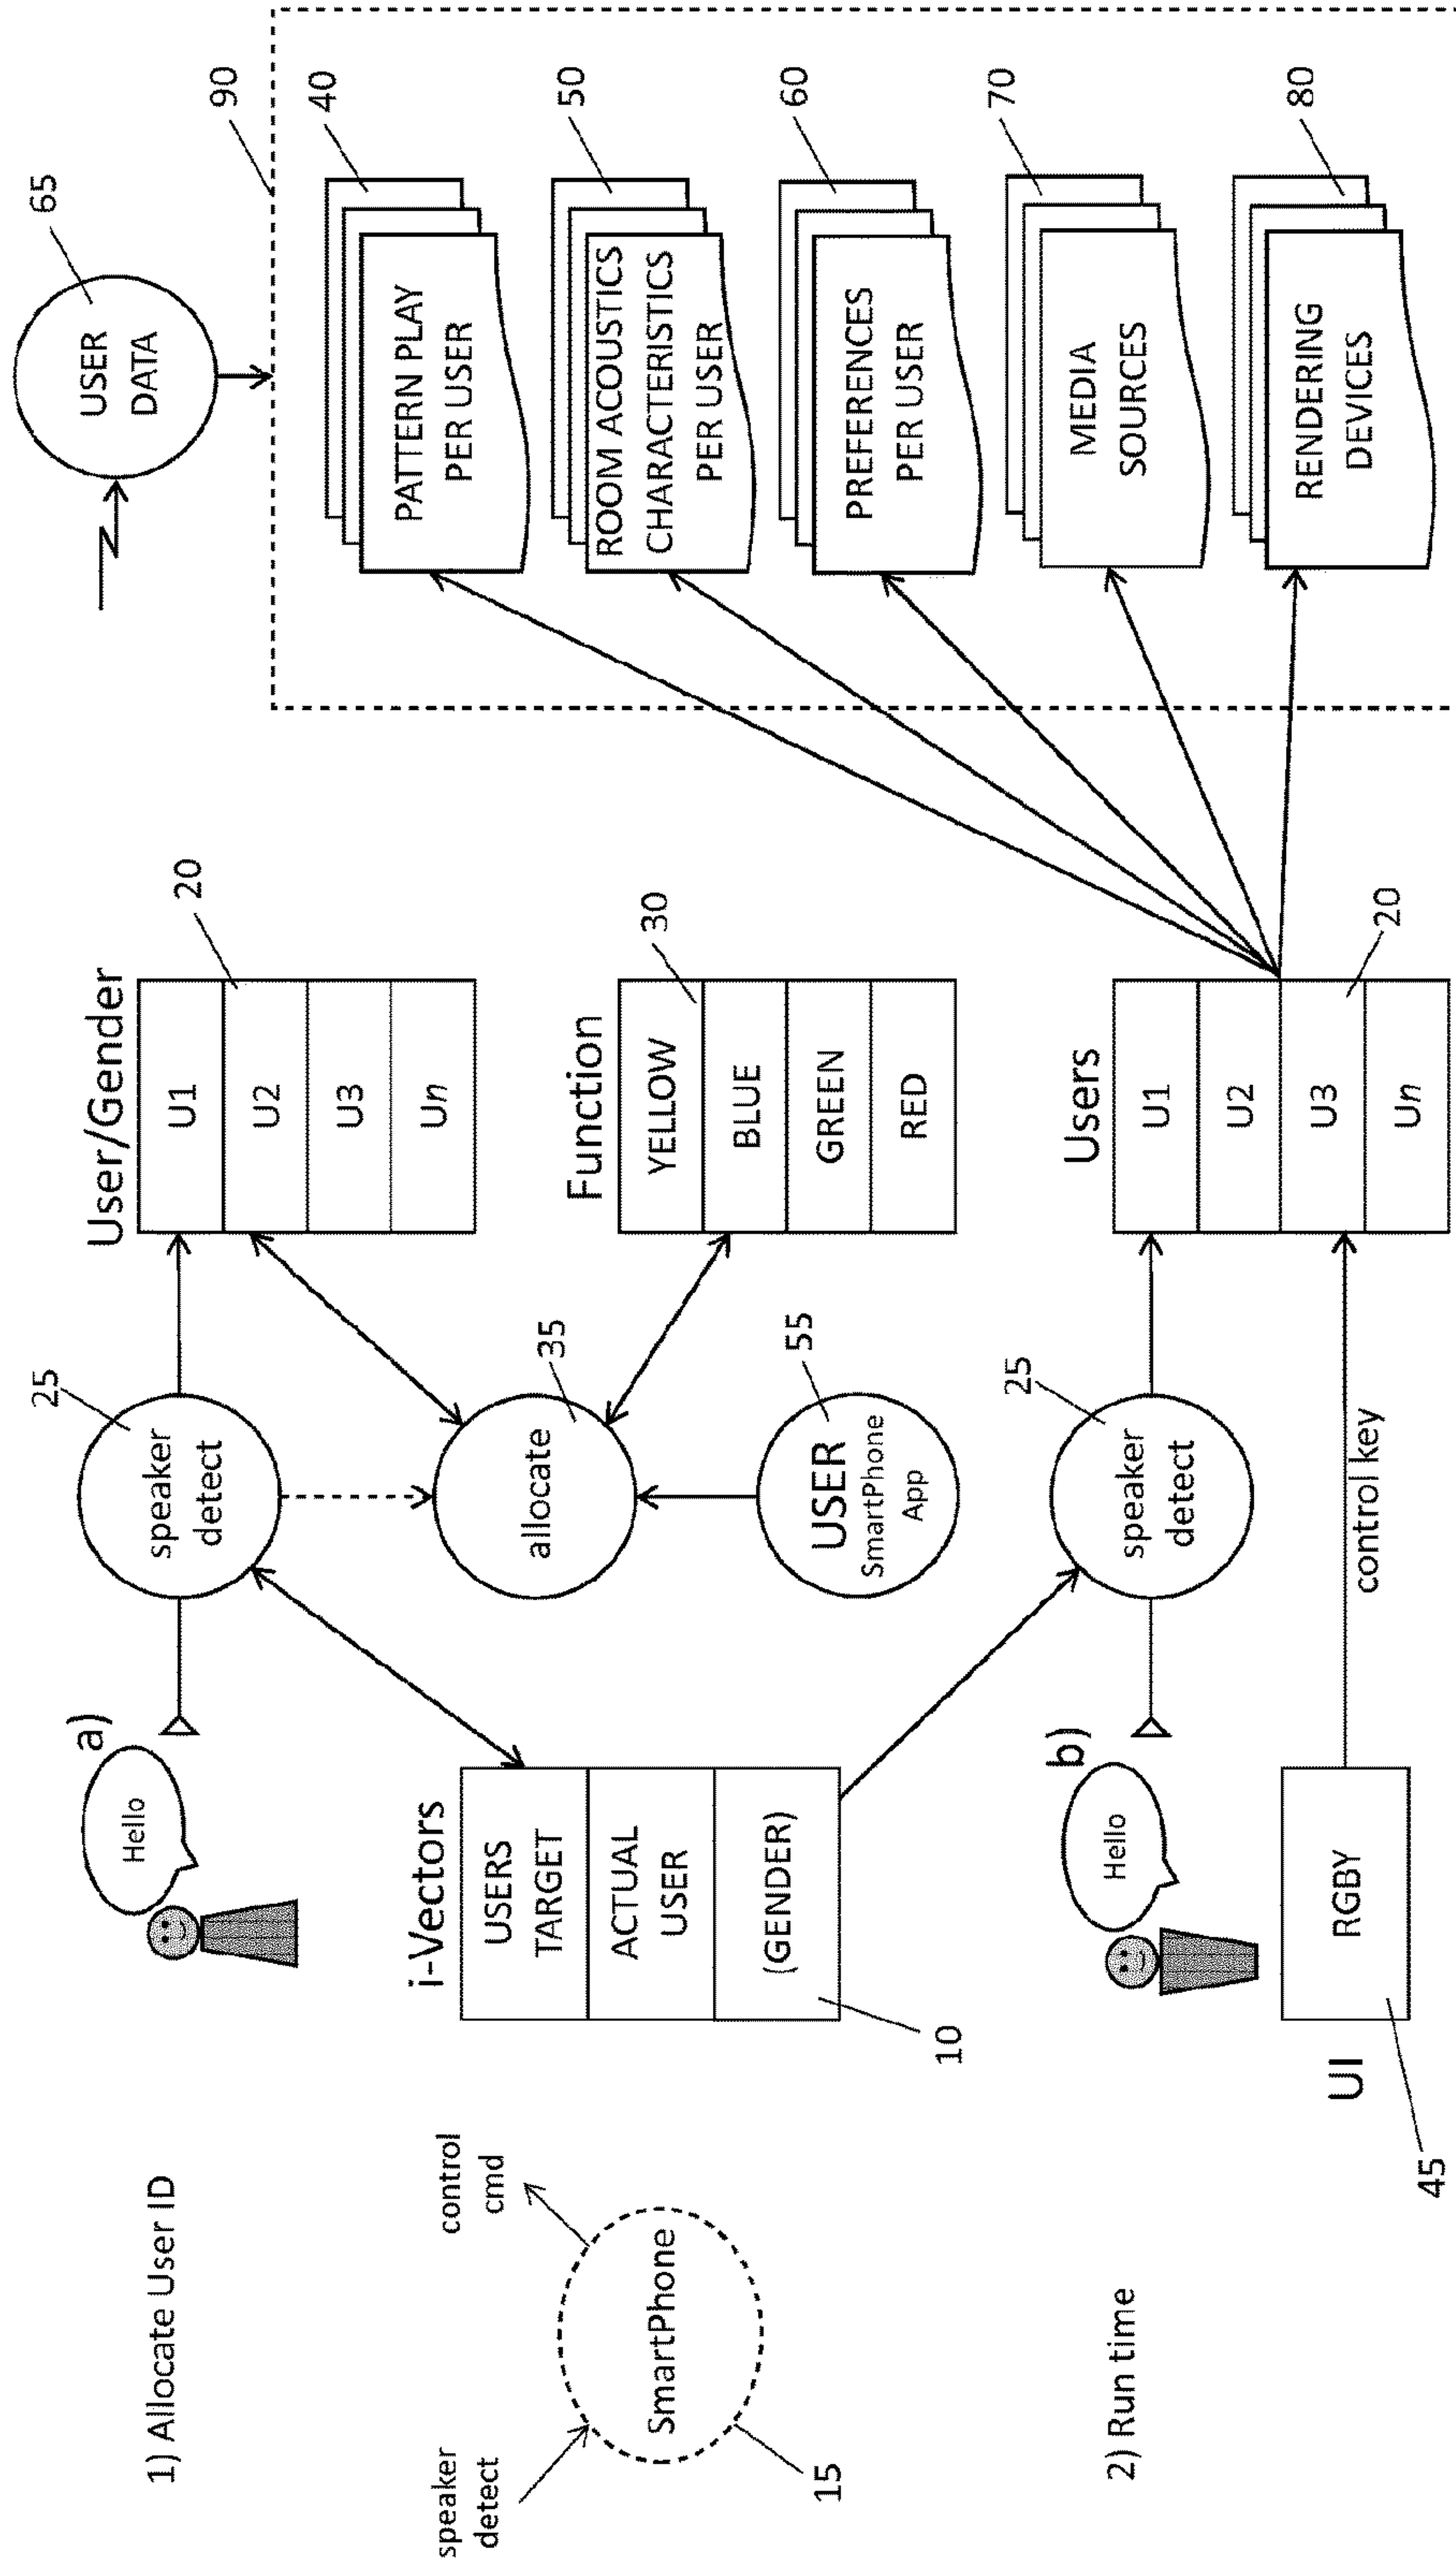 1) Allocate User ID
a)
Hello
speaker
detect
25
User/Gender
U1
U2
U3
Un
20
USER
DATA
65
90
speaker
detect
SmartPhone
control
cmd
15
i-Vectors
USERS
TARGET
ACTUAL
USER
(GENDER)
10
allocate
35
USER
SmartPhone
App
55
Function
YELLOW
BLUE
GREEN
RED
30
PATTERN PLAY
PER USER
40
ROOM ACOUSTICS
CHARACTERISTICS
PER USER
50
PREFERENCES
PER USER
60
MEDIA
SOURCES
70
RENDERING
DEVICES
80
2) Run time
b)
Hello
speaker
detect
25
UI
RGBY
45
control key
Users
U1
U2
U3
Un
20